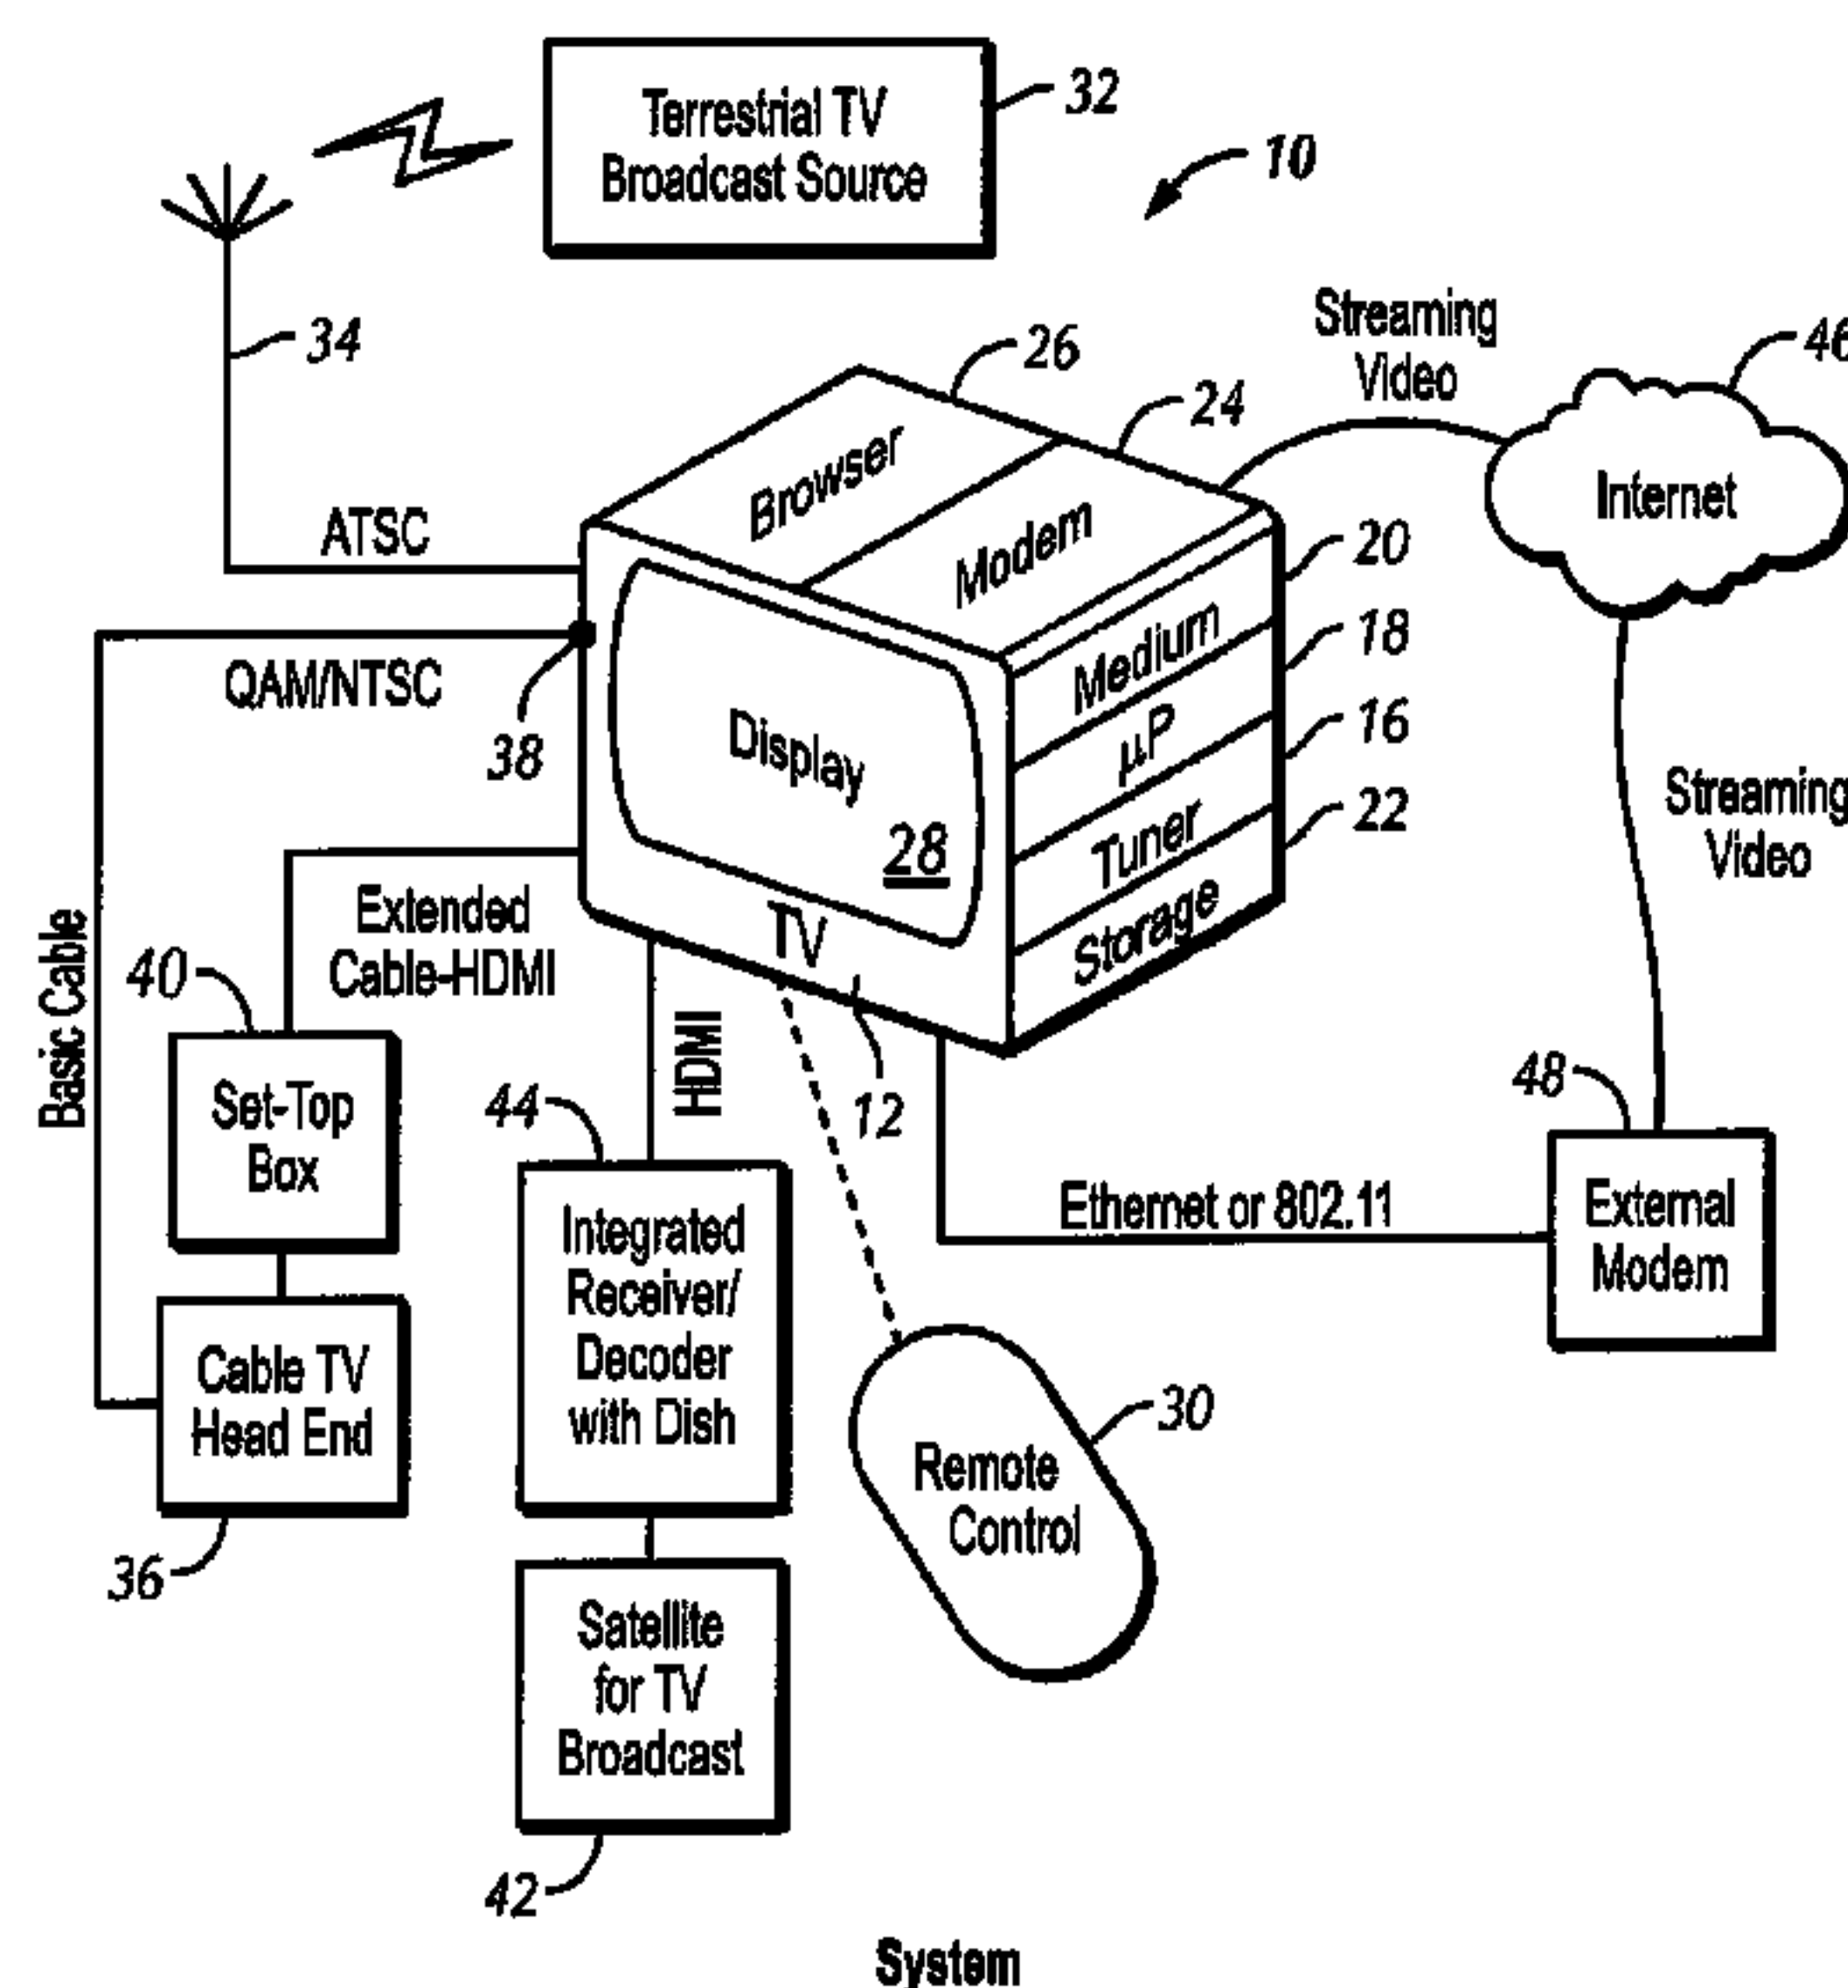 Terrestrial TV
Broadcast Source
32
10
34
26
24
Streaming
Video
46
Internet
ATSC
Browser
Modem
20
QAM/NTSC
38
Medium
18
µP
16
Display
28
Tuner
22
Storage
TV
12
Streaming
Video
Basic Cable
Extended
Cable-HDMI
40
HDMI
Set-Top
Box
44
48
Integrated
Receiver/
Decoder
with Dish
Ethernet or 802.11
External
Modem
Cable TV
Head End
36
30
Remote
Control
Satellite
for TV
Broadcast
42
System